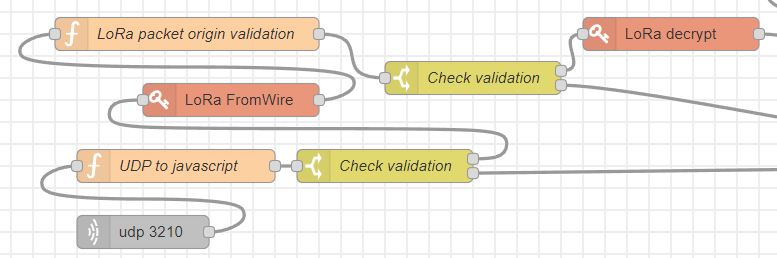 LoRa packet origin validation
LoRa decrypt
Check validation
LoRa FromWire
UDP to javascript
Check validation
udp 3210